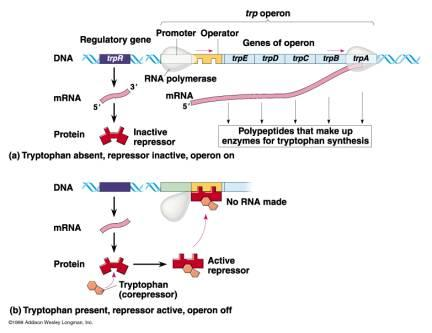 trp operon
Promoter Operator
Regulatory gene
Genes of operon
DNA
trpR
trpE
trpD
trpC
trpB
trpA
RNA polymerase
3'
mRNA
5'
mRNA
5'
Protein
Inactive
repressor
Polypeptides that make up
enzymes for tryptophan synthesis
(a) Tryptophan absent, repressor inactive, operon on
DNA
No RNA made
mRNA
Protein
Active
repressor
Tryptophan
(corepressor)
(b) Tryptophan present, repressor active, operon off
©1999 Addison Wesley Longman, Inc.